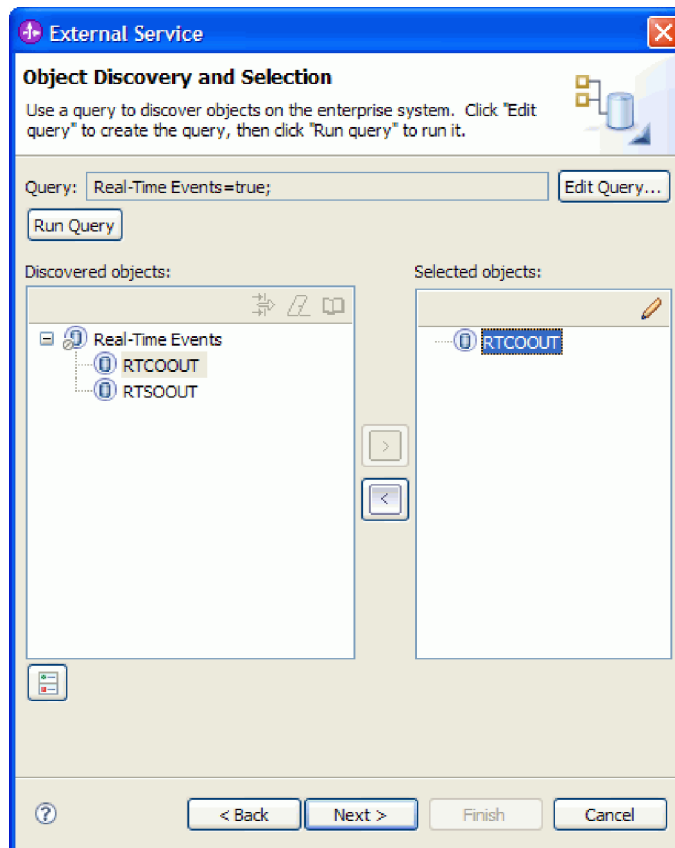 External Service
Object Discovery and Selection
Use a query to discover objects on the enterprise system. Click "Edit
query" to create the query, then click "Run query" to run it.
Query: Real-Time Events=true; Edit Query...
Run Query
Discovered objects: Selected objects:
Real-Time Events RTCOOUT
RTCOOUT
RTSOOUT
>
<
? < Back Next > Finish Cancel